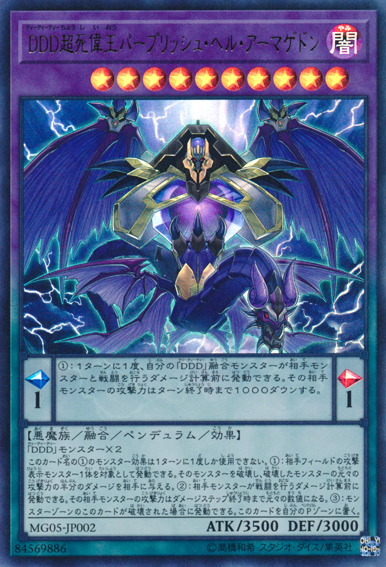 DDD超死偉王パープリッシュ・ヘル・アーマゲドン
闇
①：1ターンに1度、自分の「DDD」融合モンスターが相手モン
スターと戦闘を行うダメージ計算前に発動できる。その相手
モンスターの攻撃力はターン終了時まで1000ダウンする。
1
1
【悪魔族／融合／ペンデュラム／効果】
「DDD」モンスター×2
このカード名の①のモンスター効果は1ターンに1度しか使用できない。①：相手フィールドの攻撃
表示モンスター1体を対象として発動できる。そのモンスターを破壊し、破壊したモンスターの元々の
攻撃力の半分のダメージを相手に与える。②：相手モンスターが戦闘を行うダメージ計算前に
発動できる。その相手モンスターの攻撃力はダメージステップ終了時まで元々の数値になる。③：モン
スターゾーンのこのカードが破壊された場合に発動できる。このカードを自分のPゾーンに置く。
MG05-JP002
ATK/3500 DEF/3000
84569886
©高橋和希 スタジオ・ダイス/集英社